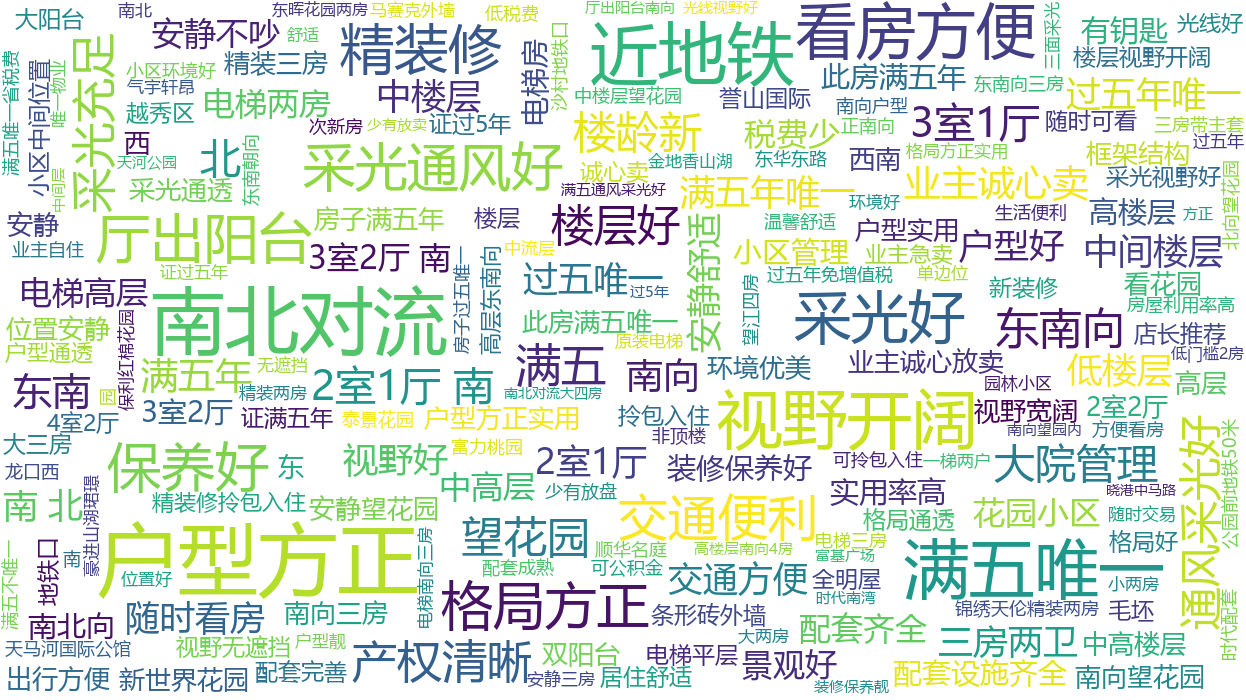 大阳台
南北
安静不吵
东晖花园两房
舒适
马赛克外墙
低税费
厅出阳台南向
光线视野好
看房方便
三面采光
有钥匙
光线好
满五唯一省税费
小区中间位置
唯一物业
中间层
采光充足
小区环境好
气宇轩昂
越秀区
精装三房
电梯两房
精装修
中楼层
电梯房
沙村地铁口
近地铁
中楼层望花园
誉山国际
此房满五年
南向户型
东南向三房
楼层视野开阔
过五年唯一
西
北
天河公园
采光通透
东南朝向
次新房
少有放卖
证过5年
采光通风好
楼龄新
诚心卖
税费少
正南向
金地香山湖
东华东路
西南
3室1厅
随时可看
格局方正实用
三房带主套
框架结构
过五年
采光视野好
业主诚心卖
安静
业主自住
厅出阳台
证过五年
房子满五年
3室2厅 南
楼层
中流层
满五通风采光好
楼层好
安静舒适
满五年唯一
环境好
温馨舒适
小区管理
业主急卖
户型实用
户型好
单边位
生活便利
高楼层
方正
北向望花园
中间楼层
电梯高层
南北对流
房子过五唯一
高层东南向
过五唯一
过5年
此房满五唯一
原装电梯
望江四房
过五年免增值税
采光好
新装修
看花园
房屋利用率高
东南向
店长推荐
位置安静
户型通透
保利红棉花园
满五年
无遮挡
精装两房
2室1厅 南
南北对流大四房
满五
南向
环境优美
业主诚心放卖
低楼层
低门槛2房
高层
东南
4室2厅
3室2厅
证满五年
泰景花园
户型方正实用
拎包入住
视野开阔
园林小区
视野宽阔
2室2厅
南向望园内
方便看房
大三房
龙口西
保养好
东
视野好
富力桃园
2室1厅
非顶楼
装修保养好
可拎包入住
一梯两户
大院管理
通风采光好
公园前地铁50米
南 北
豪进山湖珺璟
精装修拎包入住
安静望花园
中高层
少有放盘
交通便利
实用率高
晓港中马路
随时交易
花园小区
格局通透
格局好
满五不唯一
地铁口
南
位置好
户型方正
电梯南向三房
望花园
配套成熟
顺华名庭
可公积金
高楼层南向4房
电梯三房
富基广场
交通方便
全明屋
时代南湾
满五唯一
小两房
锦绣天伦精装两房
毛坯
时代配套
南北向
随时看房
南向三房
格局方正
条形砖外墙
大两房
配套齐全
三房两卫
中高楼层
天马河国际公馆
视野无遮挡
户型靓
产权清晰
双阳台
电梯平层
景观好
出行方便
新世界花园
配套完善
安静三房
居住舒适
装修保养靓
配套设施齐全
南向望花园